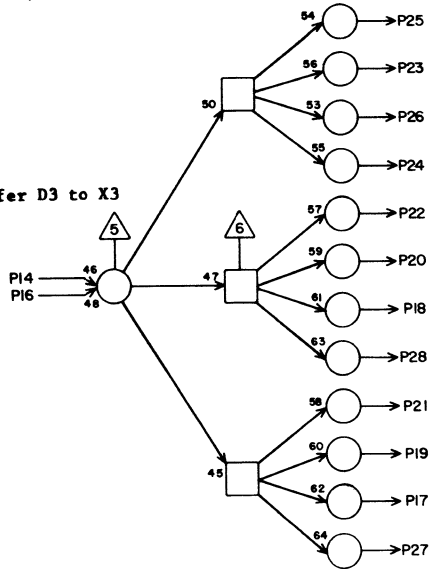 54 P25
56 P23
50 53 P26
55 P24
fer D3 to X3
5 6 57 P22
P14 46 47 59 P20
P16 48 61 P18
63 P28
58 P21
45 60 P19
62 P17
64 P27